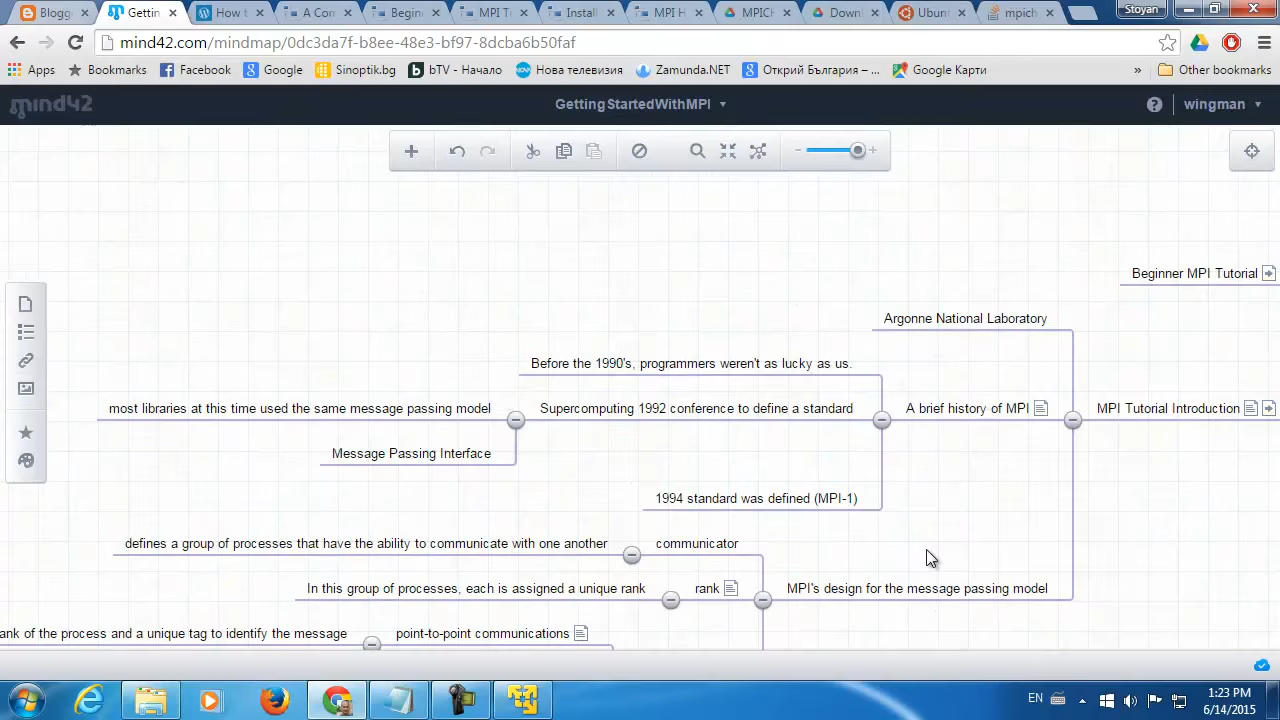 Blogg
Gettin
How t
A Con
Begin
MPI T
Install
MPI H
MPICH
Down
Ubun
mpich
Stoyan
mind42.com/mindmap/0dc3da7f-b8ee-48e3-bf97-8dcba6b50faf
Apps
Bookmarks
Facebook
Google
Sinoptik.bg
bTV - Начало
Нова телевизия
Zamunda.NET
Открий България – ...
Google Карти
»
Other bookmarks
mind42
GettingStartedWithMPI
wingman
Beginner MPI Tutorial
Argonne National Laboratory
Before the 1990's, programmers weren't as lucky as us.
most libraries at this time used the same message passing model
Supercomputing 1992 conference to define a standard
A brief history of MPI
MPI Tutorial Introduction
Message Passing Interface
1994 standard was defined (MPI-1)
defines a group of processes that have the ability to communicate with one another
communicator
In this group of processes, each is assigned a unique rank
rank
MPI's design for the message passing model
ank of the process and a unique tag to identify the message
point-to-point communications
EN
1:23 PM
6/14/2015